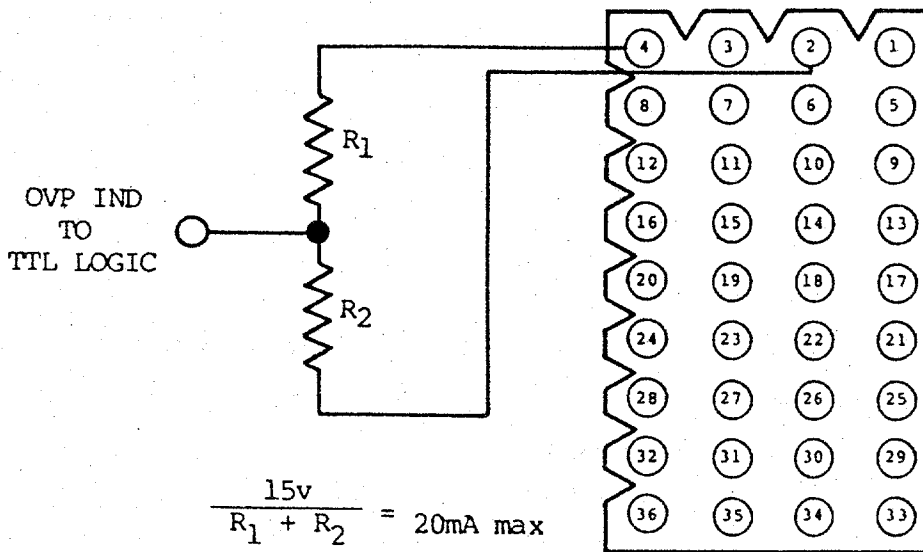 4 3 2 1
R1
8 7 6 5
12 11 10 9
OVP IND
TO
TTL LOGIC
16 15 14 13
20 19 18 17
R2
24 23 22 21
28 27 26 25
32 31 30 29
15v
R1 + R2 = 20mA max
36 35 34 33